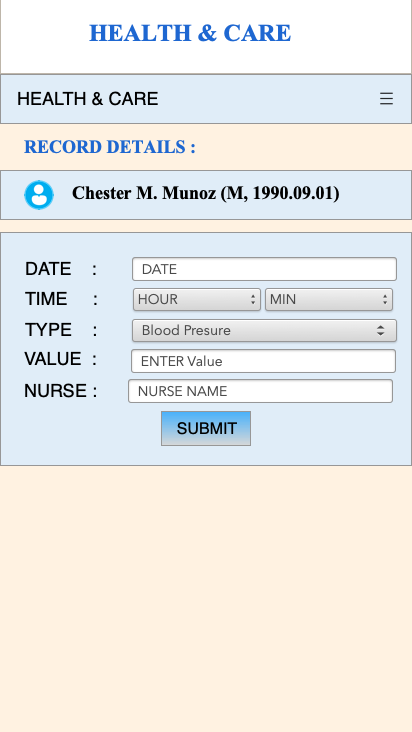 HEALTH & CARE
HEALTH & CARE
RECORD DETAILS :
Chester M. Munoz (M, 1990.09.01)
DATE : DATE
TIME : HOUR MIN
TYPE : Blood Presure
VALUE : ENTER Value
NURSE : NURSE NAME
SUBMIT